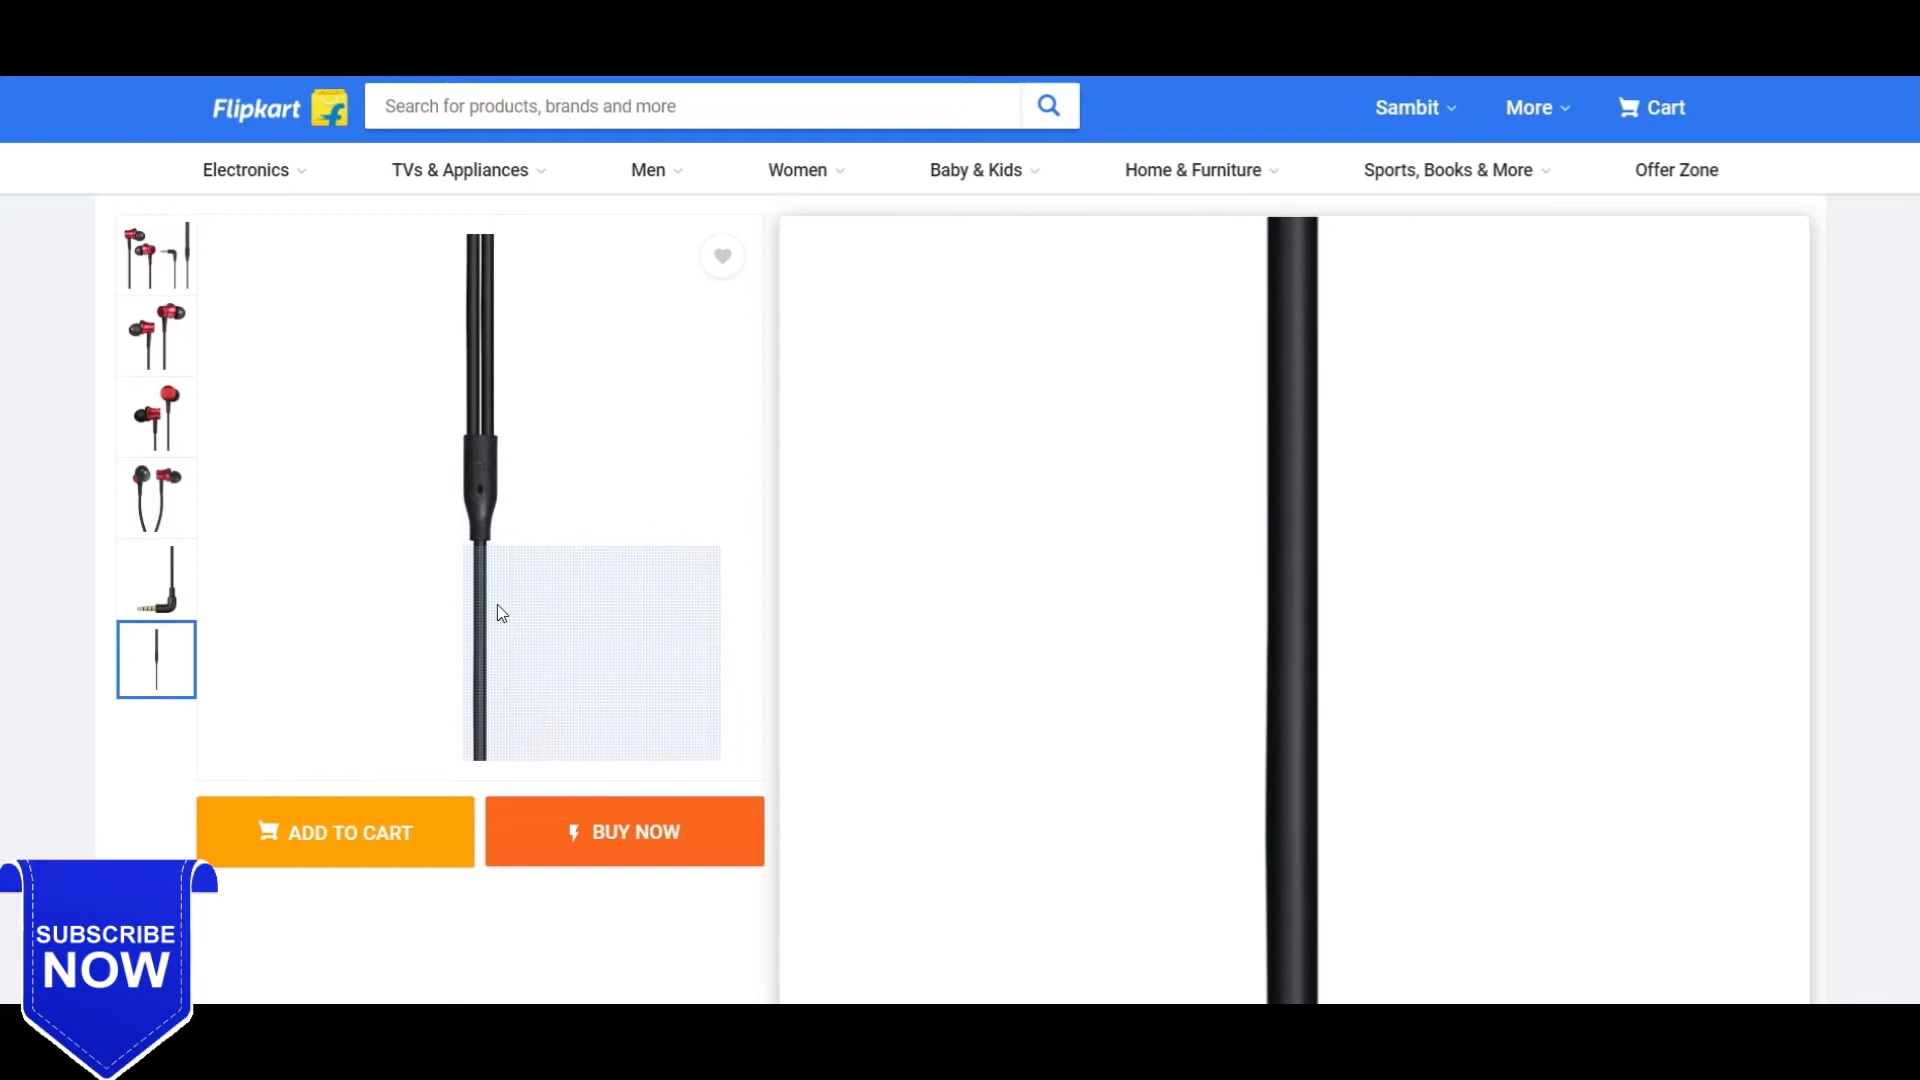 Flipkart
Search for products, brands and more
Sambit
More
Cart
Electronics
TVs & Appliances
Men
Women
Baby & Kids
Home & Furniture
Sports, Books & More
Offer Zone
ADD TO CART
BUY NOW
SUBSCRIBE
NOW